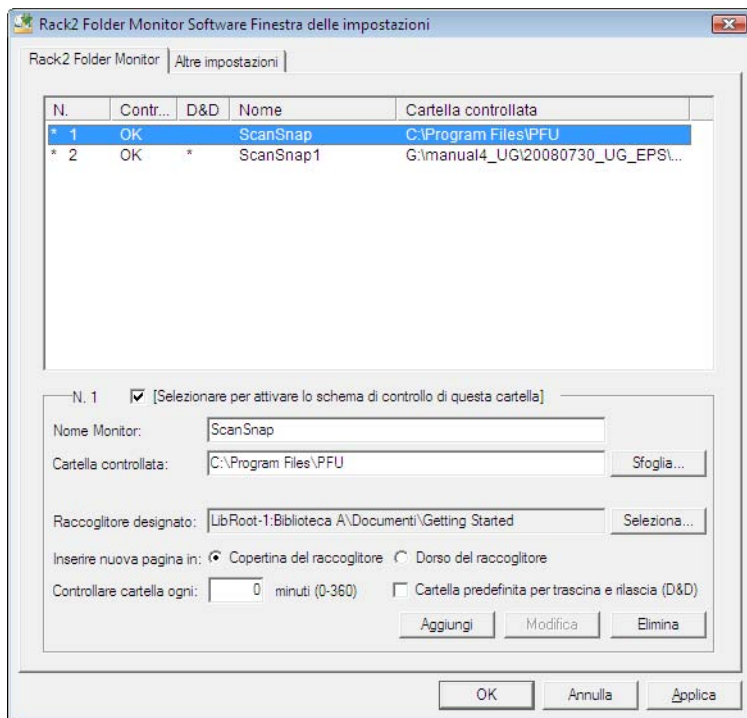 Rack2 Folder Monitor Software Finestra delle impostazioni
Rack2 Folder Monitor Altre impostazioni
N. Contr... D&D Nome Cartella controllata
* 1 OK ScanSnap C:\Program Files\PFU
* 2 OK * ScanSnap1 G:\manual4_UG\20080730_UG_EPS\...
N. 1 [Selezionare per attivare lo schema di controllo di questa cartella]
Nome Monitor: ScanSnap
Cartella controllata: C:\Program Files\PFU Sfoglia...
Raccoglitore designato: LibRoot-1:Biblioteca A\Documenti\Getting Started Seleziona...
Inserire nuova pagina in: Copertina del raccoglitore Dorso del raccoglitore
Controllare cartella ogni: 0 minuti (0-360) Cartella predefinita per trascina e rilascia (D&D)
Aggiungi Modifica Elimina
OK Annulla Applica